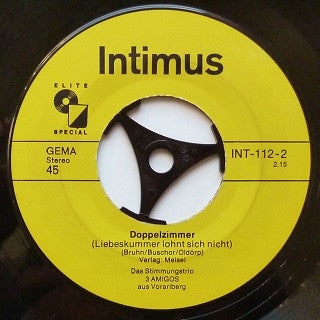 Intimus
ELITE
SPECIAL
GEMA
Stereo
45
INT-112-2
2.15
Doppelzimmer
(Liebeskummer lohnt sich nicht)
(Bruhn/Buschor/Oldörp)
Verlag: Meisel
Das Stimmungstrio
3 AMIGOS
aus Vorarlberg